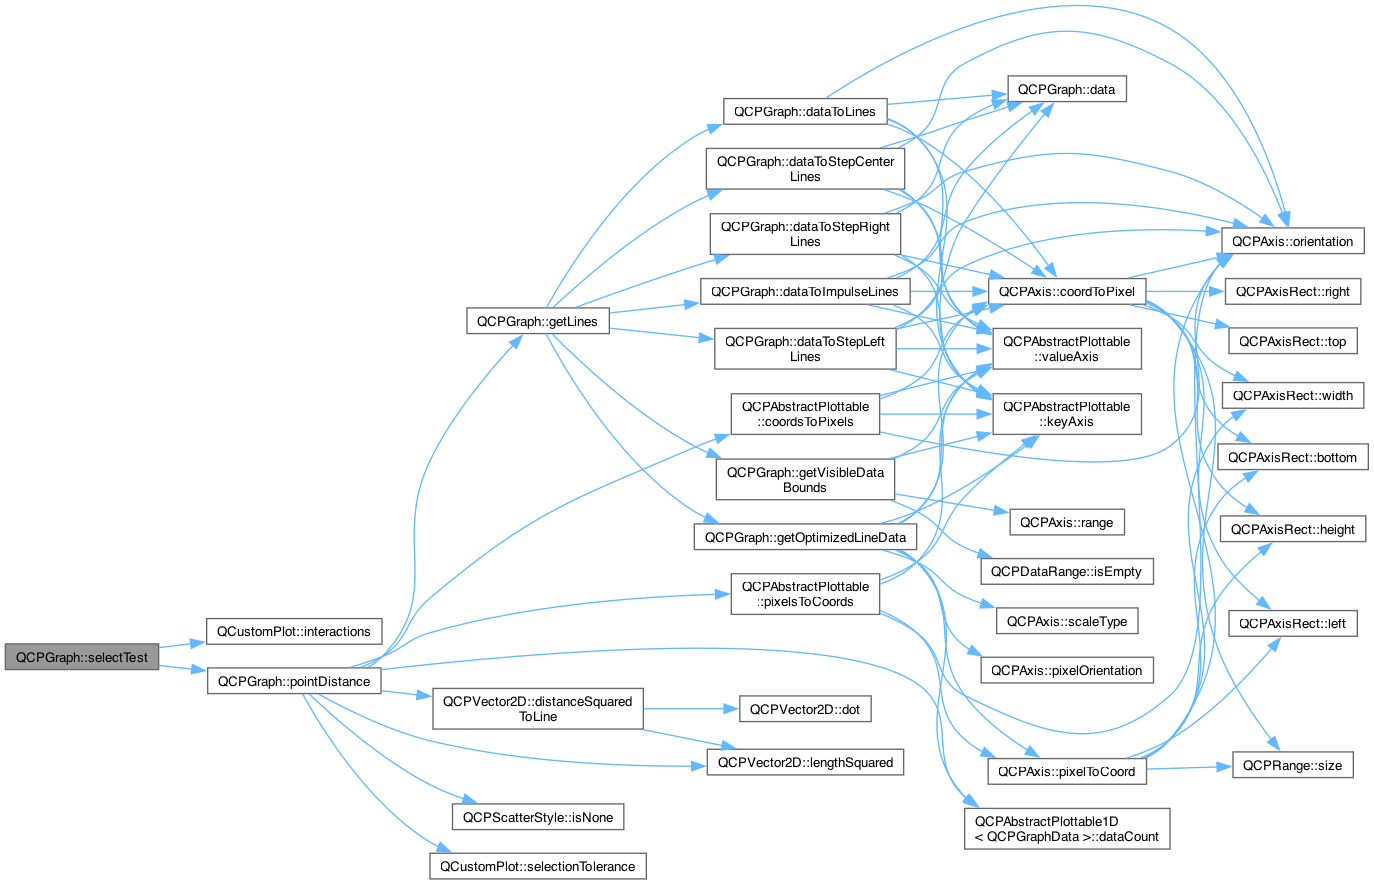 QCPGraph::selectTest
QCustomPlot::interactions
QCPGraph::pointDistance
QCPGraph::getLines
QCPVector2D::distanceSquared
ToLine
QCPScatterStyle::isNone
QCustomPlot::selectionTolerance
QCPGraph::dataToLines
QCPGraph::dataToStepCenter
Lines
QCPGraph::dataToStepRight
Lines
QCPGraph::dataToImpulseLines
QCPGraph::dataToStepLeft
Lines
QCPAbstractPlottable
::coordsToPixels
QCPGraph::getVisibleData
Bounds
QCPGraph::getOptimizedLineData
QCPAbstractPlottable
::pixelsToCoords
QCPVector2D::dot
QCPVector2D::lengthSquared
QCPGraph::data
QCPAxis::coordToPixel
QCPAbstractPlottable
::valueAxis
QCPAbstractPlottable
::keyAxis
QCPAxis::range
QCPDataRange::isEmpty
QCPAxis::scaleType
QCPAxis::pixelOrientation
QCPAxis::pixelToCoord
QCPAbstractPlottable1D
< QCPGraphData >::dataCount
QCPAxis::orientation
QCPAxisRect::right
QCPAxisRect::top
QCPAxisRect::width
QCPAxisRect::bottom
QCPAxisRect::height
QCPAxisRect::left
QCPRange::size